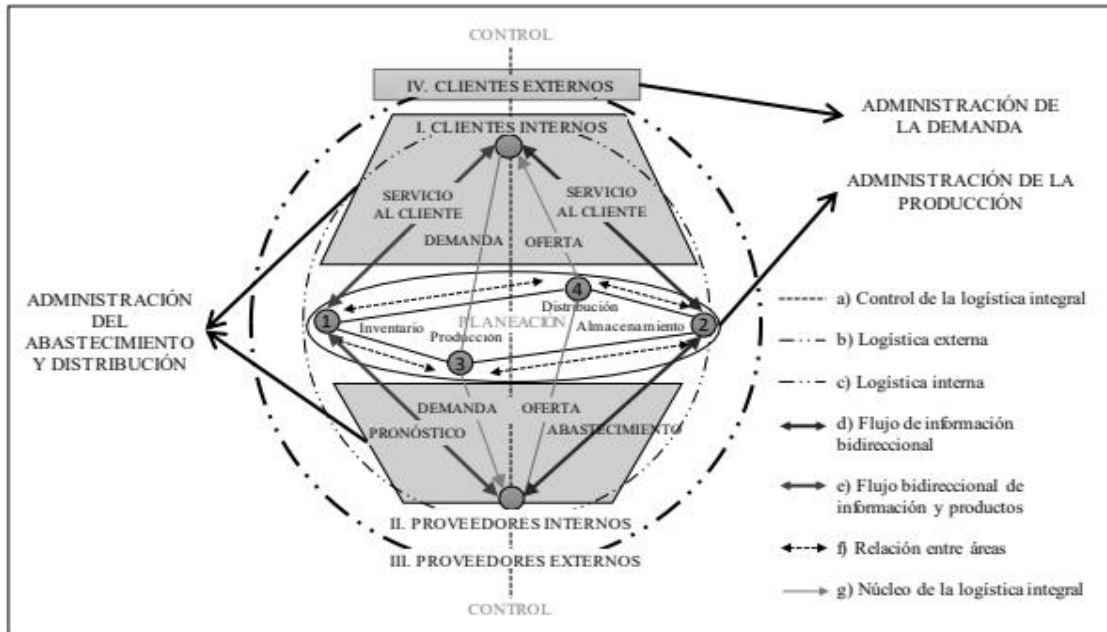 CONTROL
IV. CLIENTES EXTERNOS
I. CLIENTES INTERNOS
SERVICIO
AL CLIENTE
SERVICIO
AL CLIENTE
DEMANDA
OFERTA
4
Distribución
1
Inventario
PLANEACIÓN
Almacenamiento
2
Producción
3
DEMANDA
OFERTA
PRONÓSTICO
ABASTECIMIENTO
II. PROVEEDORES INTERNOS
III. PROVEEDORES EXTERNOS
CONTROL
ADMINISTRACIÓN
DEL
ABASTECIMIENTO
Y DISTRIBUCIÓN
ADMINISTRACIÓN DE
LA DEMANDA
ADMINISTRACIÓN DE LA
PRODUCCIÓN
a) Control de la logística integral
b) Logística externa
c) Logística interna
d) Flujo de información
bidireccional
e) Flujo bidireccional de
información y productos
f) Relación entre áreas
g) Núcleo de la logística integral